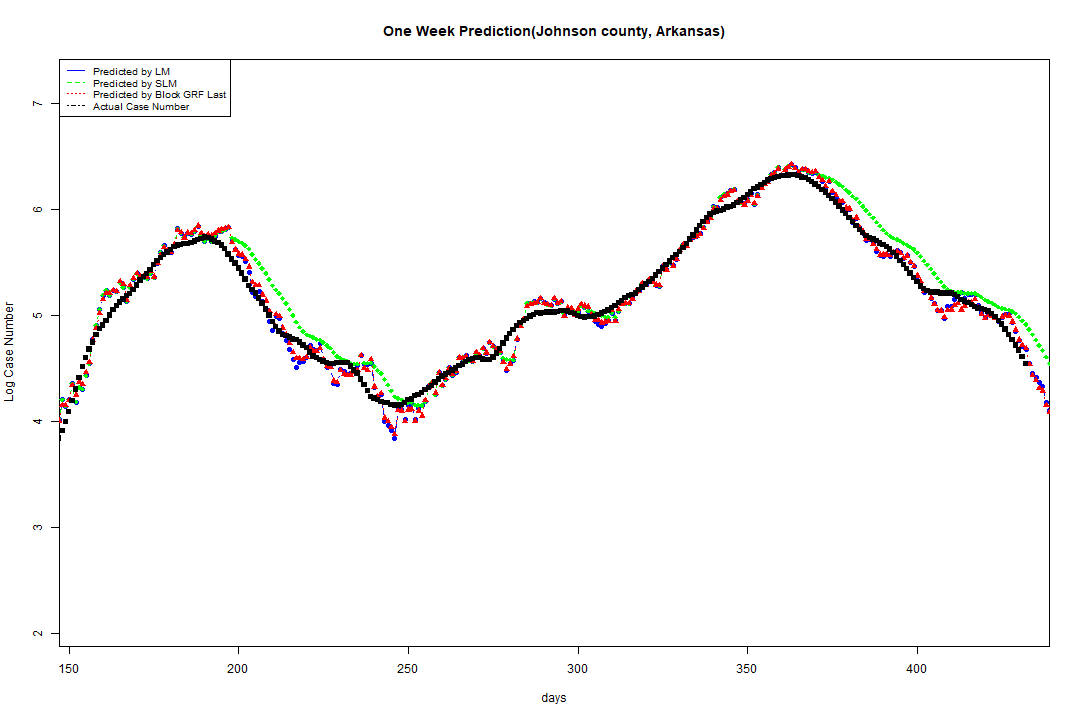 One Week Prediction(Johnson county, Arkansas)
Predicted by LM
Predicted by SLM
Predicted by Block GRF Last
Actual Case Number
7
6
5
4
3
2
Log Case Number
150 200 250 300 350 400
days